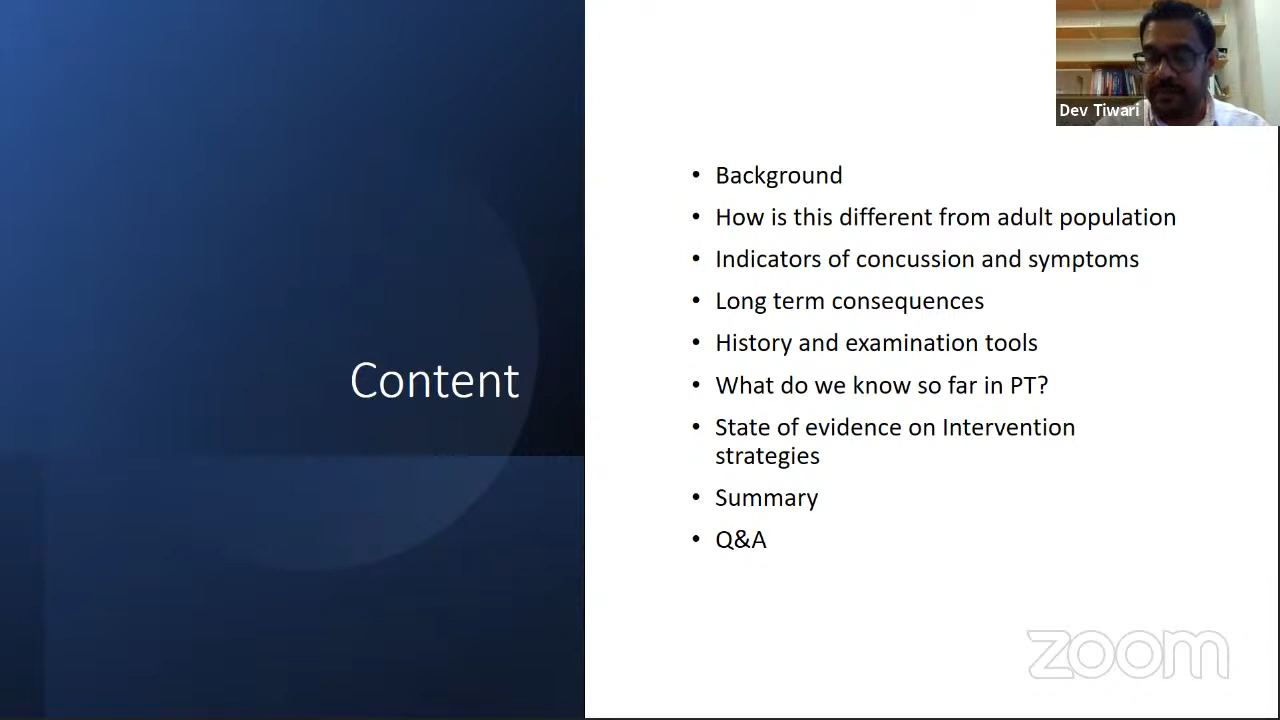 Dev Tiwari
Content
• Background
• How is this different from adult population
• Indicators of concussion and symptoms
• Long term consequences
• History and examination tools
• What do we know so far in PT?
• State of evidence on Intervention
strategies
• Summary
• Q&A
zoom